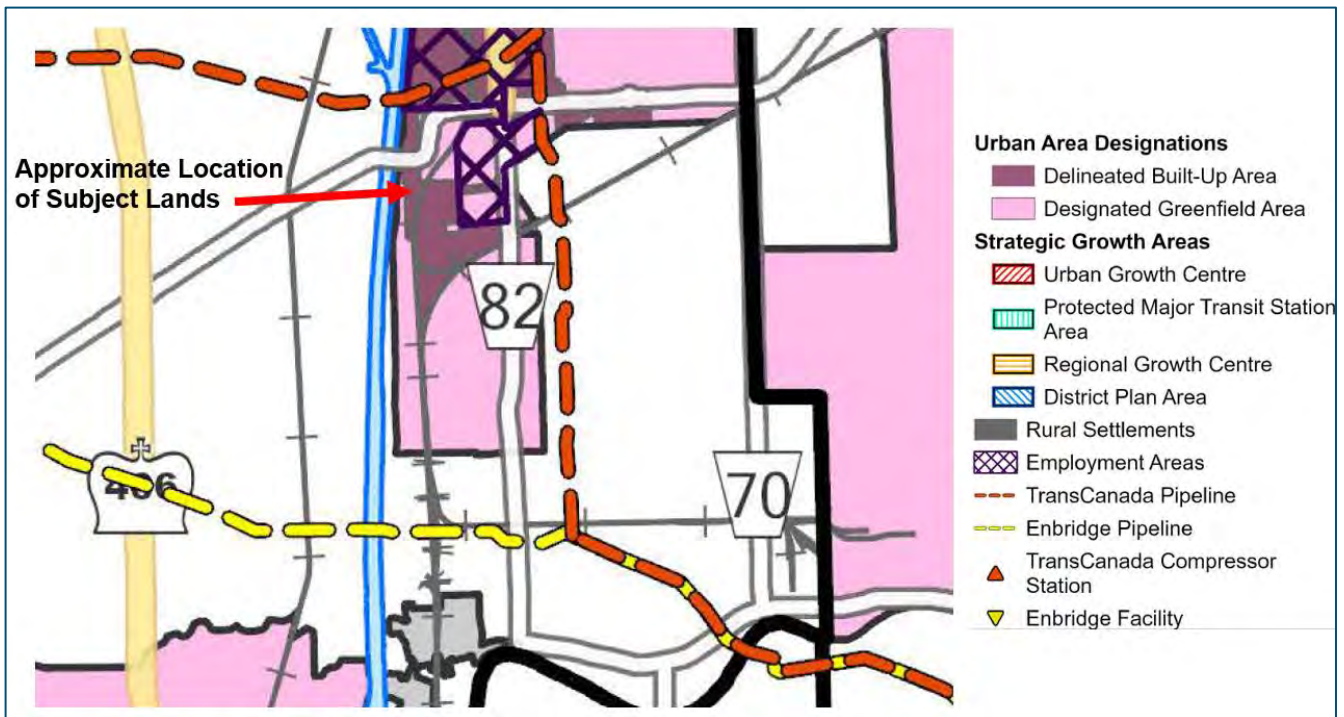 Approximate Location
of Subject Lands
82
70
406
Urban Area Designations
Delineated Built-Up Area
Designated Greenfield Area
Strategic Growth Areas
Urban Growth Centre
Protected Major Transit Station
Area
Regional Growth Centre
District Plan Area
Rural Settlements
Employment Areas
TransCanada Pipeline
Enbridge Pipeline
TransCanada Compressor
Station
Enbridge Facility